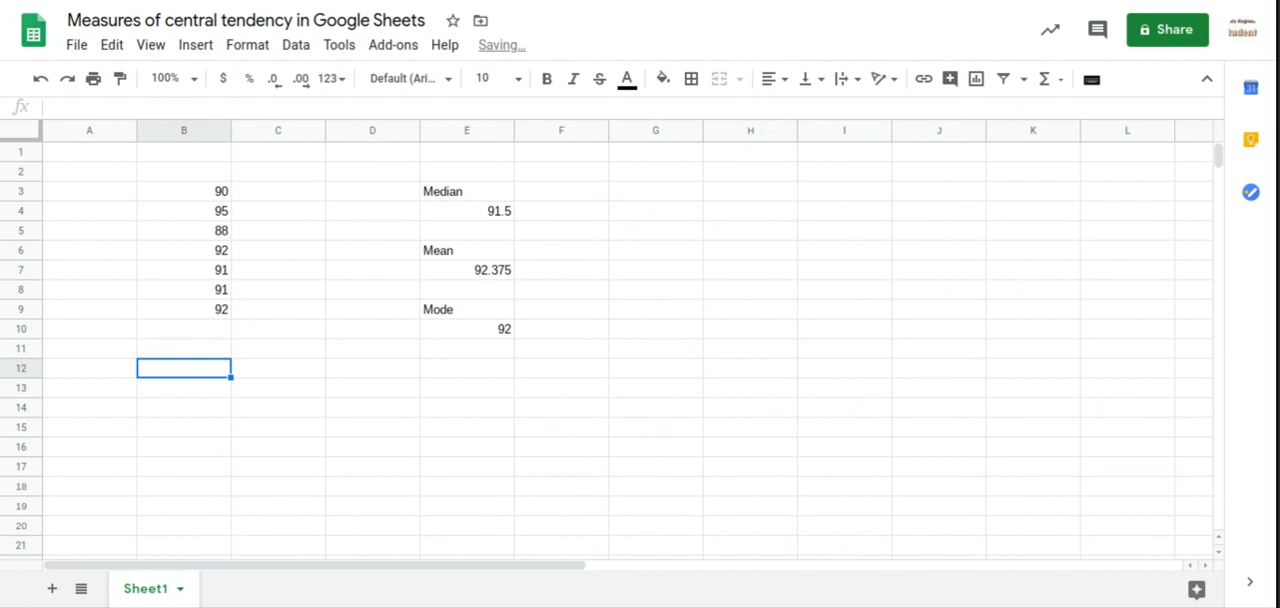 Measures of central tendency in Google Sheets
File Edit View Insert Format Data Tools Add-ons Help Saving...
Share
100% $ % .0 .00 123 Default (Ari... 10 B I S A Σ
31
fx
A B C D E F G H I J K L
1
2
3 90 Median
4 95 91.5
5 88
6 92 Mean
7 91 92.375
8 91
9 92 Mode
10 92
11
12
13
14
15
16
17
18
19
20
21
+ Sheet1